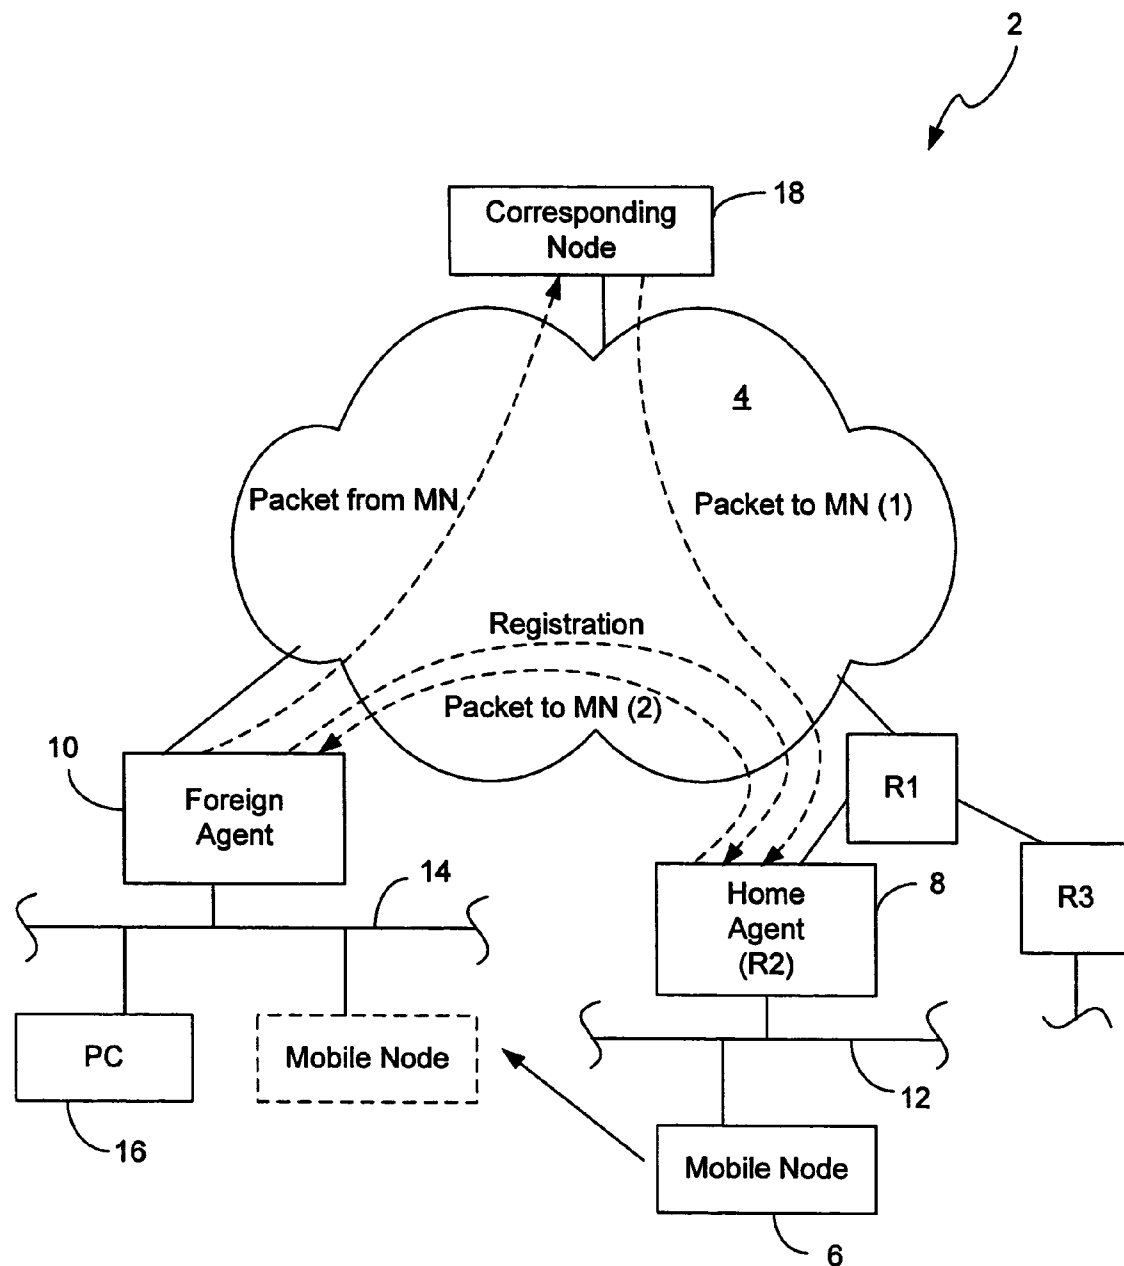 2
Corresponding
Node
18
4
Packet from MN
Packet to MN (1)
Registration
Packet to MN (2)
10
Foreign
Agent
R1
14
Home
Agent
(R2)
8
R3
PC
Mobile Node
12
16
Mobile Node
6